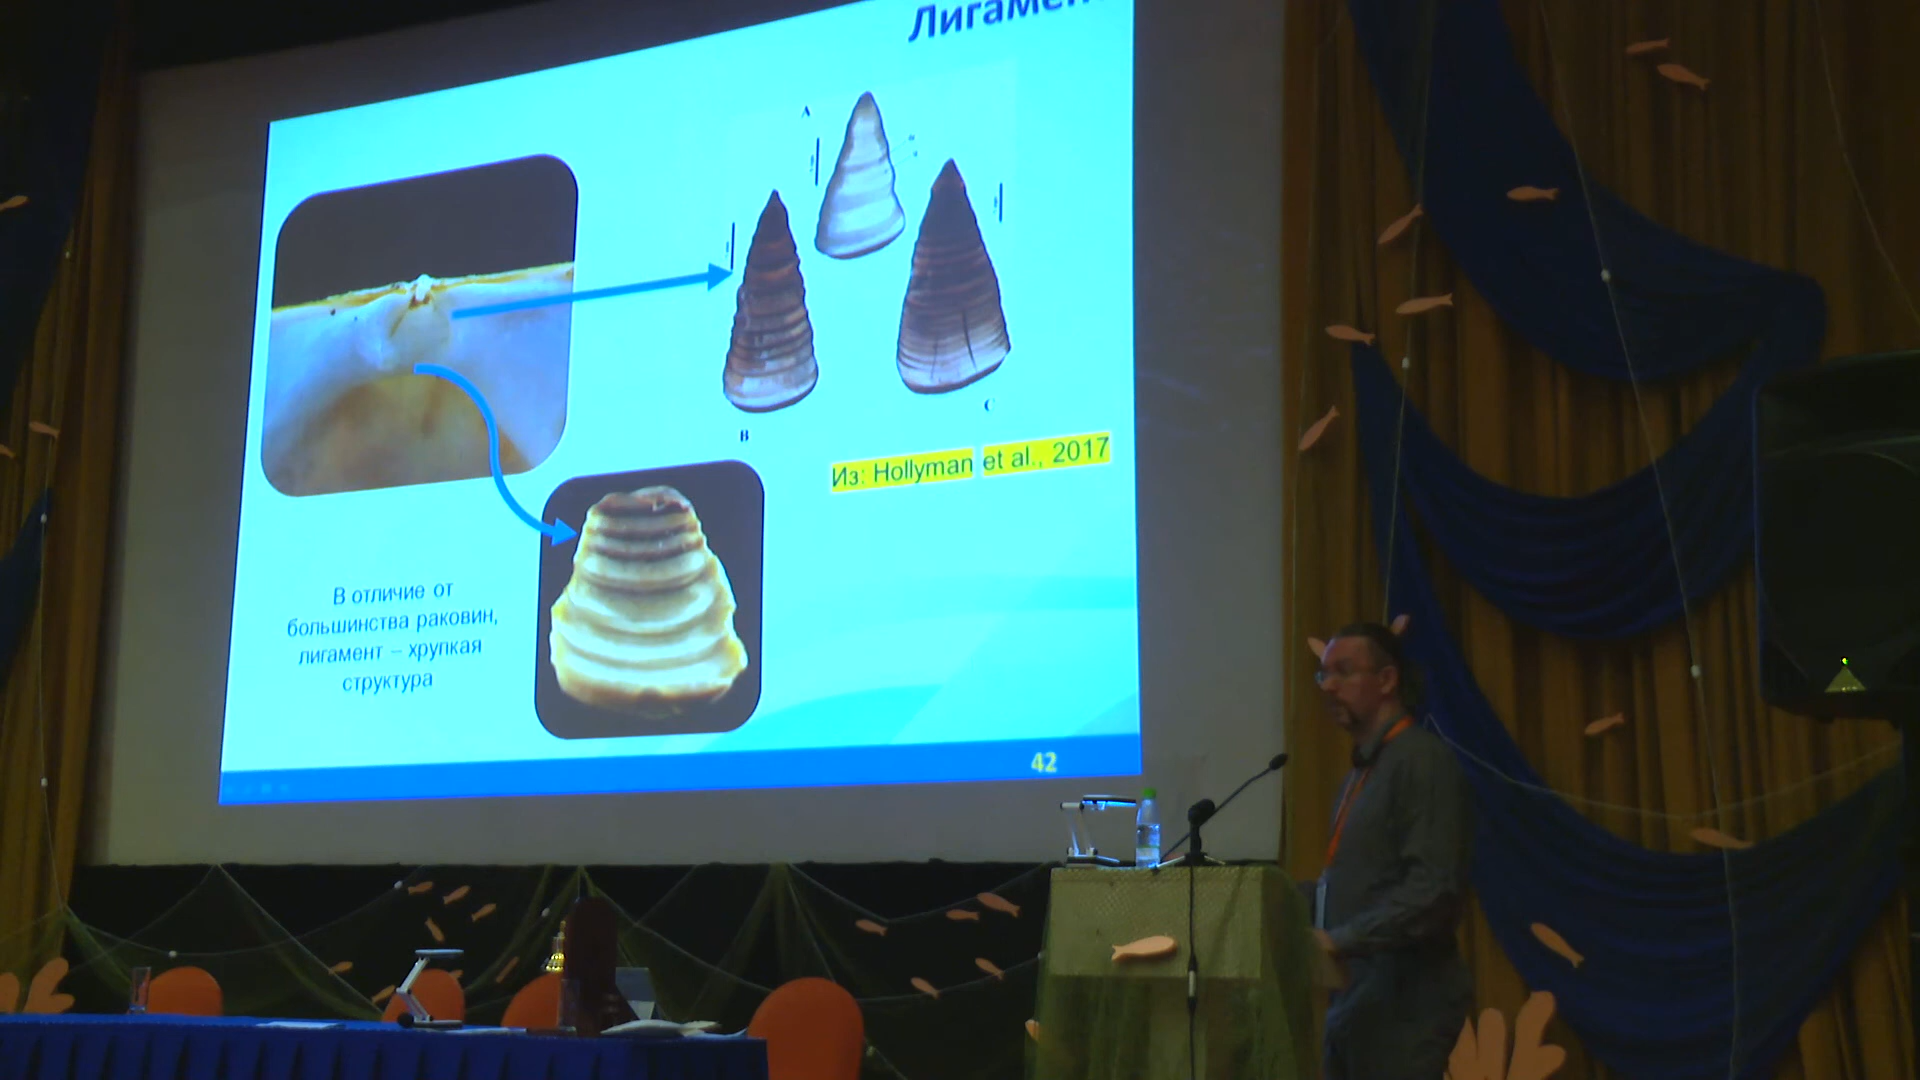 Лигамен
A
B
C
Из: Hollyman et al., 2017
В отличие от
большинства раковин,
лигамент – хрупкая
структура
42